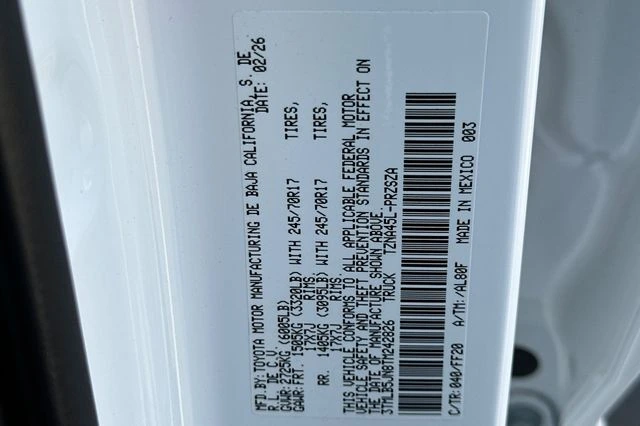 MFD.BY: TOYOTA MOTOR MANUFACTURING DE BAJA CALIFORNIA, S. DE
R.L. DE C.V. DATE: 02/26
GVWR: 2725KG (6005LB)
GAWR: FRT. 1505KG (3320LB) WITH 245/70R17 TIRES,
17X7J RIMS
RR. 1405KG (3095LB) WITH 245/70R17 TIRES,
17X7J RIMS
THIS VEHICLE CONFORMS TO ALL APPLICABLE FEDERAL MOTOR
VEHICLE SAFETY AND THEFT PREVENTION STANDARDS IN EFFECT ON
THE DATE OF MANUFACTURE SHOWN ABOVE.
3TMLB5JN8TM242826 TRUCK TZNA45L-PRZSZA
C/TR: 040/FF20 A/TM: /AL80F MADE IN MEXICO 003